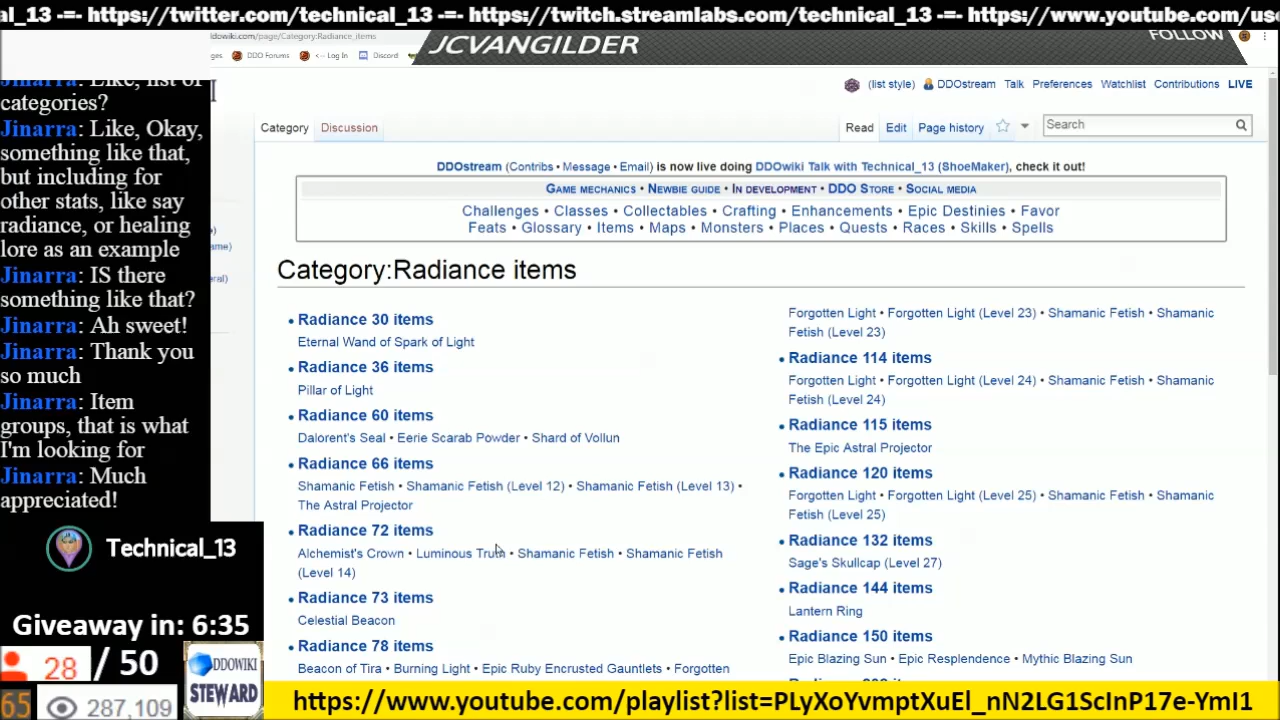 al_13 -=- https://twitter.com/technical_13 -=- https://twitch.streamlabs.com/technical_13 -=- https://www.youtube.com/use
dowiki.com/page/Category:Radiance_items
JCVANGILDER
FOLLOW
ges
DDO Forums
<-- Log In
Discord
Jinarra: Like, list of
categories?
Jinarra: Like, Okay,
something like that,
but including for
other stats, like say
radiance, or healing
lore as an example
Jinarra: IS there
something like that?
Jinarra: Ah sweet!
Jinarra: Thank you
so much
Jinarra: Item
groups, that is what
I'm looking for
Jinarra: Much
appreciated!
Technical_13
Giveaway in: 6:35
28 / 50
65
287,109
DDOWIKI
STEWARD
(list style) DDOstream Talk Preferences Watchlist Contributions LIVE
Category Discussion
Read Edit Page history
Search
DDOstream (Contribs • Message • Email) is now live doing DDOwiki Talk with Technical_13 (ShoeMaker), check it out!
Game mechanics • Newbie guide • In development • DDO Store • Social media
Challenges • Classes • Collectables • Crafting • Enhancements • Epic Destinies • Favor
Feats • Glossary • Items • Maps • Monsters • Places • Quests • Races • Skills • Spells
ame)
eral)
Category:Radiance items
• Radiance 30 items
Eternal Wand of Spark of Light
• Radiance 36 items
Pillar of Light
• Radiance 60 items
Dalorent's Seal • Eerie Scarab Powder • Shard of Vollun
• Radiance 66 items
Shamanic Fetish • Shamanic Fetish (Level 12) • Shamanic Fetish (Level 13) •
The Astral Projector
• Radiance 72 items
Alchemist's Crown • Luminous Truth • Shamanic Fetish • Shamanic Fetish
(Level 14)
• Radiance 73 items
Celestial Beacon
• Radiance 78 items
Beacon of Tira • Burning Light • Epic Ruby Encrusted Gauntlets • Forgotten
Forgotten Light • Forgotten Light (Level 23) • Shamanic Fetish • Shamanic
Fetish (Level 23)
• Radiance 114 items
Forgotten Light • Forgotten Light (Level 24) • Shamanic Fetish • Shamanic
Fetish (Level 24)
• Radiance 115 items
The Epic Astral Projector
• Radiance 120 items
Forgotten Light • Forgotten Light (Level 25) • Shamanic Fetish • Shamanic
Fetish (Level 25)
• Radiance 132 items
Sage's Skullcap (Level 27)
• Radiance 144 items
Lantern Ring
• Radiance 150 items
Epic Blazing Sun • Epic Resplendence • Mythic Blazing Sun
https://www.youtube.com/playlist?list=PLyXoYvmptXuEl_nN2LG1ScInP17e-YmI1